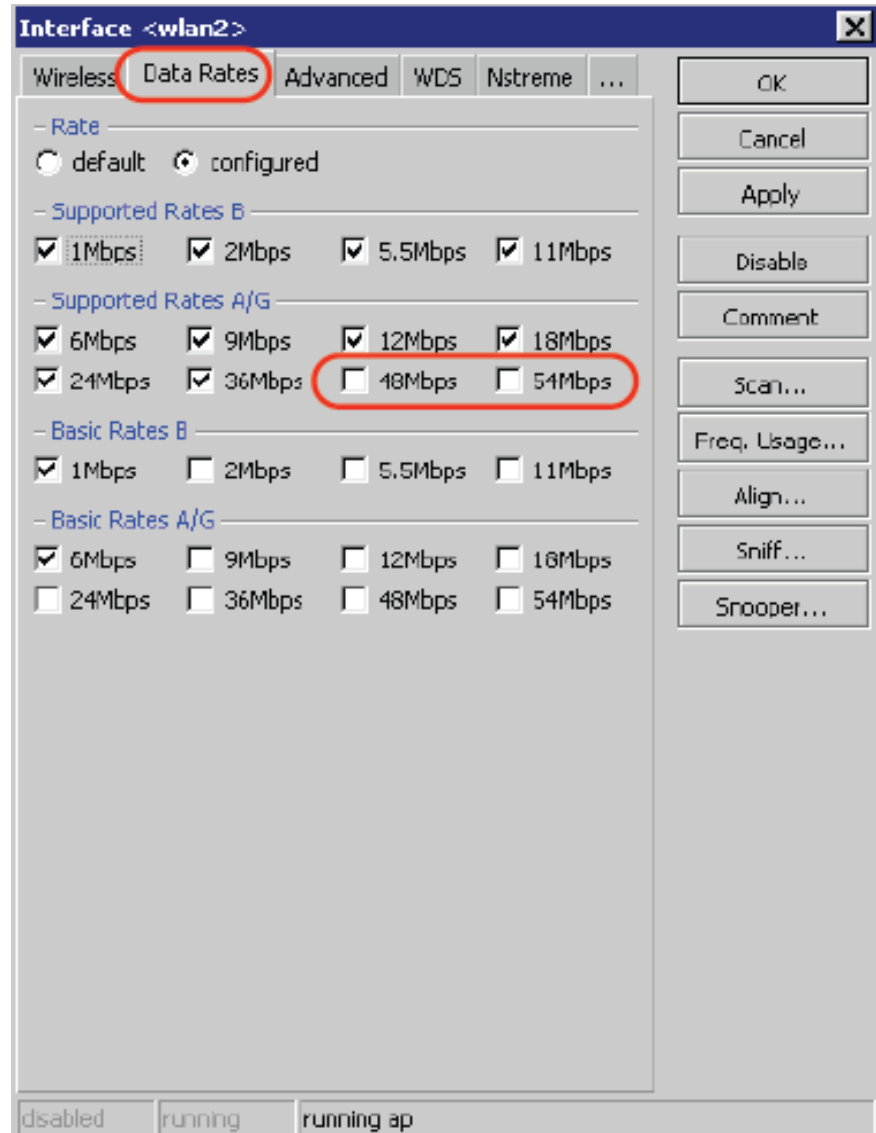 Interface <wlan2>
Wireless Data Rates Advanced WDS Nstreme ...
Rate
default configured
Supported Rates B
1Mbps 2Mbps 5.5Mbps 11Mbps
Supported Rates A/G
6Mbps 9Mbps 12Mbps 18Mbps
24Mbps 36Mbps 48Mbps 54Mbps
Basic Rates B
1Mbps 2Mbps 5.5Mbps 11Mbps
Basic Rates A/G
6Mbps 9Mbps 12Mbps 18Mbps
24Mbps 36Mbps 48Mbps 54Mbps
OK
Cancel
Apply
Disable
Comment
Scan...
Freq. Usage...
Align...
Sniff...
Snooper...
disabled running running ap